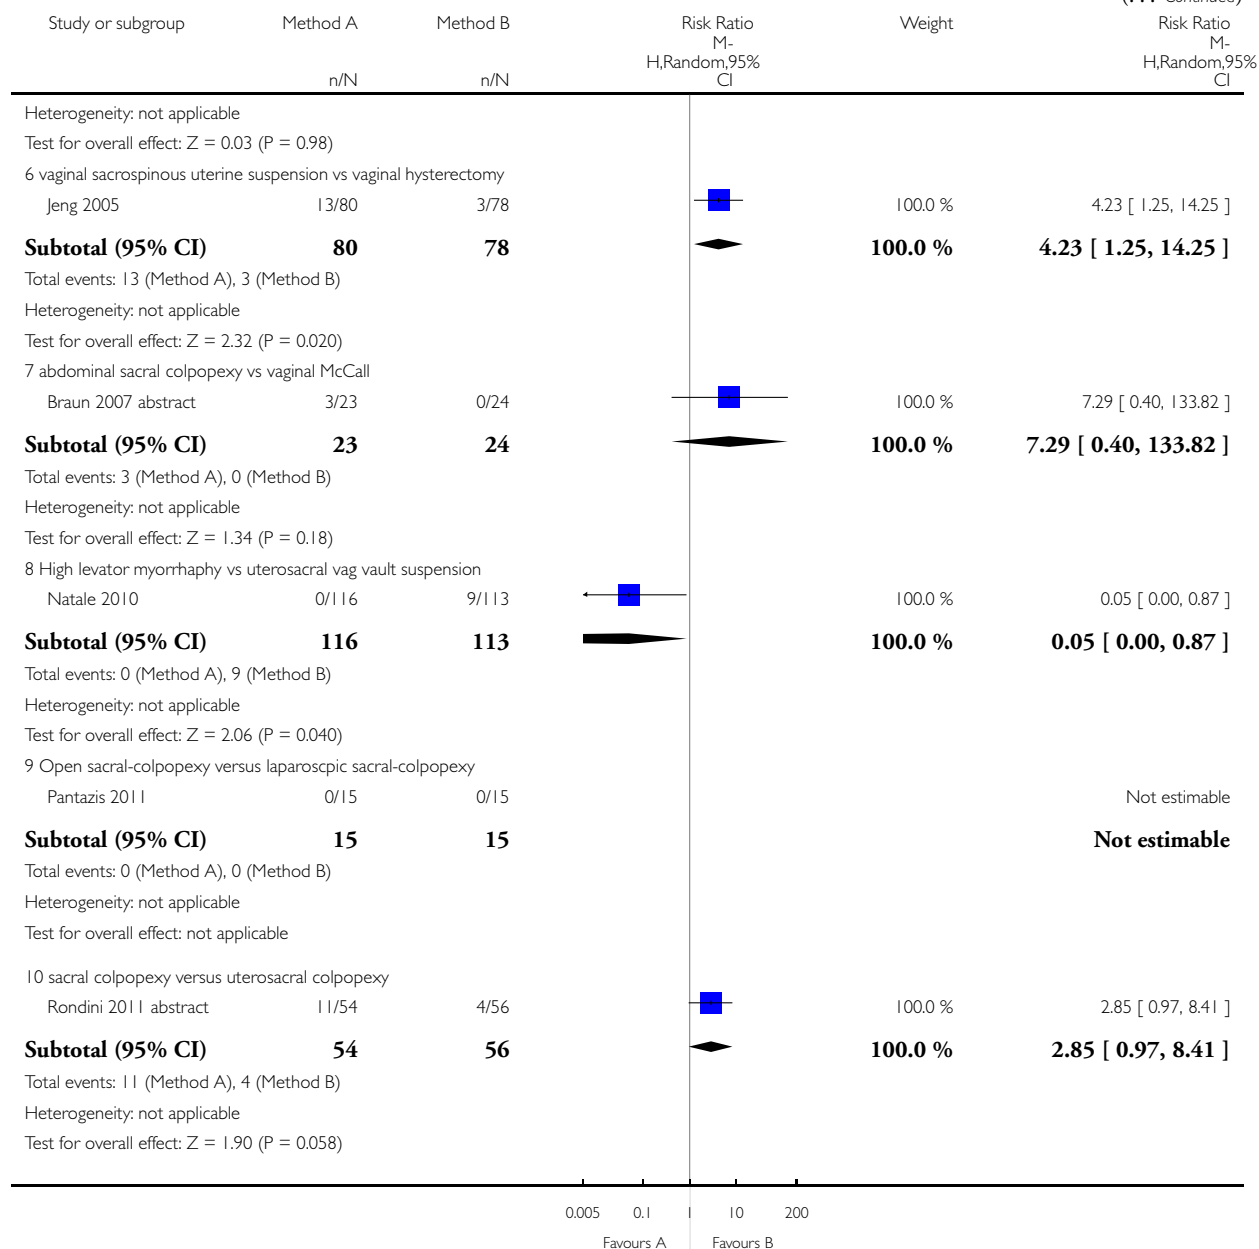 (... Continued)
Study or subgroup Method A Method B Risk Ratio Weight Risk Ratio
M- M-
H,Random,95% H,Random,95%
n/N n/N CI CI
Heterogeneity: not applicable
Test for overall effect: Z = 0.03 (P = 0.98)
6 vaginal sacrospinous uterine suspension vs vaginal hysterectomy
Jeng 2005 13/80 3/78 100.0 % 4.23 [ 1.25, 14.25 ]
Subtotal (95% CI) 80 78 100.0 % 4.23 [ 1.25, 14.25 ]
Total events: 13 (Method A), 3 (Method B)
Heterogeneity: not applicable
Test for overall effect: Z = 2.32 (P = 0.020)
7 abdominal sacral colpopexy vs vaginal McCall
Braun 2007 abstract 3/23 0/24 100.0 % 7.29 [ 0.40, 133.82 ]
Subtotal (95% CI) 23 24 100.0 % 7.29 [ 0.40, 133.82 ]
Total events: 3 (Method A), 0 (Method B)
Heterogeneity: not applicable
Test for overall effect: Z = 1.34 (P = 0.18)
8 High levator myorrhaphy vs uterosacral vag vault suspension
Natale 2010 0/116 9/113 100.0 % 0.05 [ 0.00, 0.87 ]
Subtotal (95% CI) 116 113 100.0 % 0.05 [ 0.00, 0.87 ]
Total events: 0 (Method A), 9 (Method B)
Heterogeneity: not applicable
Test for overall effect: Z = 2.06 (P = 0.040)
9 Open sacral-colpopexy versus laparoscpic sacral-colpopexy
Pantazis 2011 0/15 0/15 Not estimable
Subtotal (95% CI) 15 15 Not estimable
Total events: 0 (Method A), 0 (Method B)
Heterogeneity: not applicable
Test for overall effect: not applicable
10 sacral colpopexy versus uterosacral colpopexy
Rondini 2011 abstract 11/54 4/56 100.0 % 2.85 [ 0.97, 8.41 ]
Subtotal (95% CI) 54 56 100.0 % 2.85 [ 0.97, 8.41 ]
Total events: 11 (Method A), 4 (Method B)
Heterogeneity: not applicable
Test for overall effect: Z = 1.90 (P = 0.058)
0.005 0.1 1 10 200
Favours A Favours B